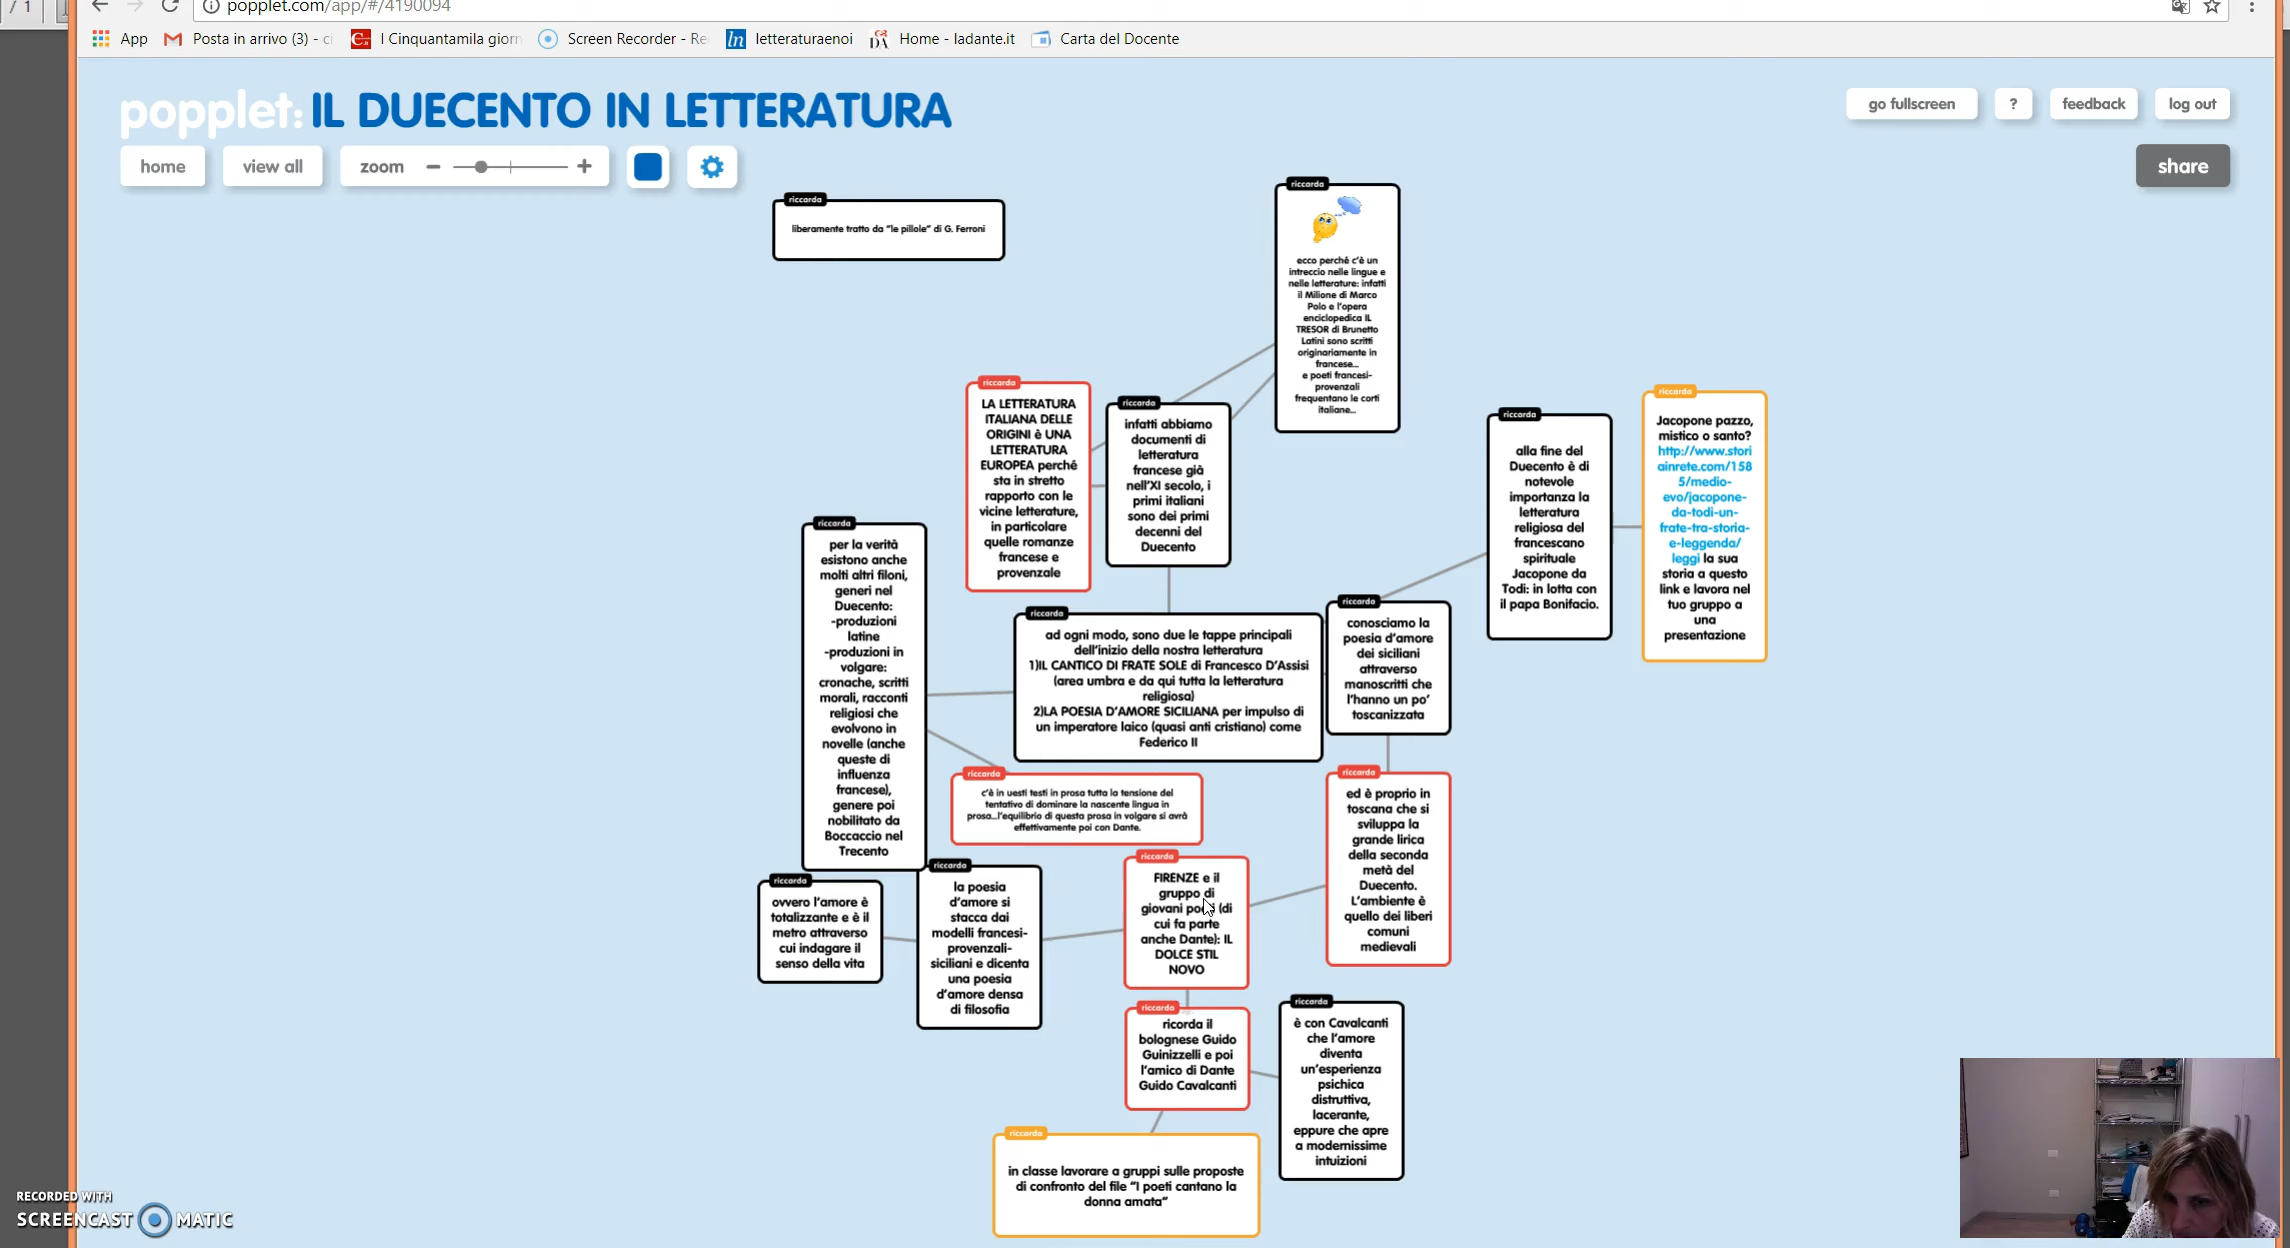 / 1
popplet.com/app/#/4190094
App
Posta in arrivo (3) - ci
I Cinquantamila giorn
Screen Recorder - Re
letteraturaenoi
Home - ladante.it
Carta del Docente
popplet: IL DUECENTO IN LETTERATURA
go fullscreen
?
feedback
log out
home
view all
zoom
share
riccarda
liberamente tratto da "le pillole" di G. Ferroni
riccarda
ecco perché c'è un
intreccio nelle lingue e
nelle letterature: infatti
il Milione di Marco
Polo e l'opera
enciclopedica IL
TRESOR di Brunetto
Latini sono scritti
originariamente in
francese...
e poeti francesi-
provenzali
frequentano le corti
italiane...
riccarda
LA LETTERATURA
ITALIANA DELLE
ORIGINI è UNA
LETTERATURA
EUROPEA perché
sta in stretto
rapporto con le
vicine letterature,
in particolare
quelle romanze
francese e
provenzale
riccarda
infatti abbiamo
documenti di
letteratura
francese già
nell'XI secolo, i
primi italiani
sono dei primi
decenni del
Duecento
riccarda
alla fine del
Duecento è di
notevole
importanza la
letteratura
religiosa del
francescano
spirituale
Jacopone da
Todi: in lotta con
il papa Bonifacio.
riccarda
Jacopone pazzo,
mistico o santo?
http://www.stori
ainrete.com/158
5/medio-
evo/jacopone-
da-todi-un-
frate-tra-storia-
e-leggenda/
leggi la sua
storia a questo
link e lavora nel
tuo gruppo a
una
presentazione
riccarda
per la verità
esistono anche
molti altri filoni,
generi nel
Duecento:
-produzioni
latine
-produzioni in
volgare:
cronache, scritti
morali, racconti
religiosi che
evolvono in
novelle (anche
queste di
influenza
francese),
genere poi
nobilitato da
Boccaccio nel
Trecento
riccarda
ad ogni modo, sono due le tappe principali
dell'inizio della nostra letteratura
1)IL CANTICO DI FRATE SOLE di Francesco D'Assisi
(area umbra e da qui tutta la letteratura
religiosa)
2)LA POESIA D'AMORE SICILIANA per impulso di
un imperatore laico (quasi anti cristiano) come
Federico II
riccarda
conosciamo la
poesia d'amore
dei siciliani
attraverso
manoscritti che
l'hanno un po'
toscanizzata
riccarda
c'è in uesti testi in prosa tutta la tensione del
tentativo di dominare la nascente lingua in
prosa...l'equilibrio di questa prosa in volgare si avrà
effettivamente poi con Dante.
riccarda
ed è proprio in
toscana che si
sviluppa la
grande lirica
della seconda
metà del
Duecento.
L'ambiente è
quello dei liberi
comuni
medievali
riccarda
ovvero l'amore è
totalizzante e è il
metro attraverso
cui indagare il
senso della vita
riccarda
la poesia
d'amore si
stacca dai
modelli francesi-
provenzali-
siciliani e dicenta
una poesia
d'amore densa
di filosofia
riccarda
FIRENZE e il
gruppo di
giovani poeti (di
cui fa parte
anche Dante): IL
DOLCE STIL
NOVO
riccarda
ricorda il
bolognese Guido
Guinizzelli e poi
l'amico di Dante
Guido Cavalcanti
riccarda
è con Cavalcanti
che l'amore
diventa
un'esperienza
psichica
distruttiva,
lacerante,
eppure che apre
a modernissime
intuizioni
riccarda
in classe lavorare a gruppi sulle proposte
di confronto del file "I poeti cantano la
donna amata"
RECORDED WITH
SCREENCAST MATIC